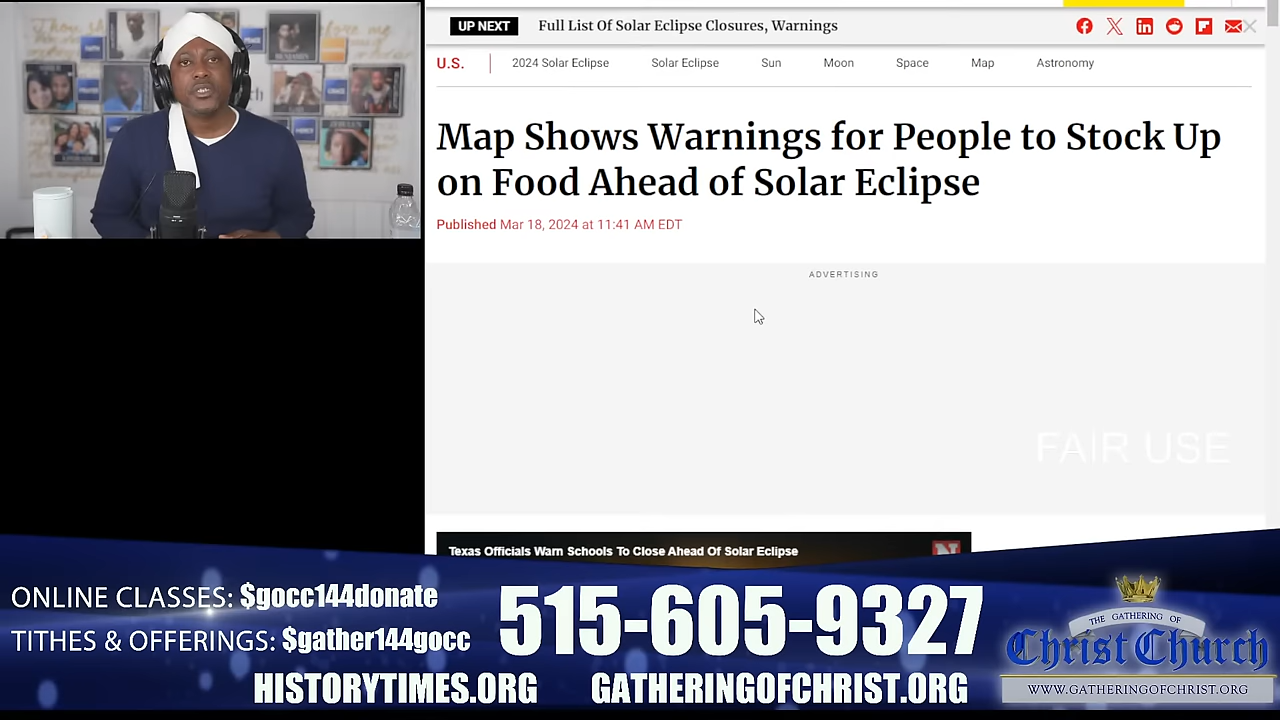 UP NEXT Full List Of Solar Eclipse Closures, Warnings
U.S. 2024 Solar Eclipse Solar Eclipse Sun Moon Space Map Astronomy
Map Shows Warnings for People to Stock Up
on Food Ahead of Solar Eclipse
Published Mar 18, 2024 at 11:41 AM EDT
ADVERTISING
FAIR USE
Texas Officials Warn Schools To Close Ahead Of Solar Eclipse
N
ONLINE CLASSES: $gocc144donate
TITHES & OFFERINGS: $gather144gocc
515-605-9327
HISTORYTIMES.ORG GATHERINGOFCHRIST.ORG
THE GATHERING OF
Christ Church
WWW.GATHERINGOFCHRIST.ORG